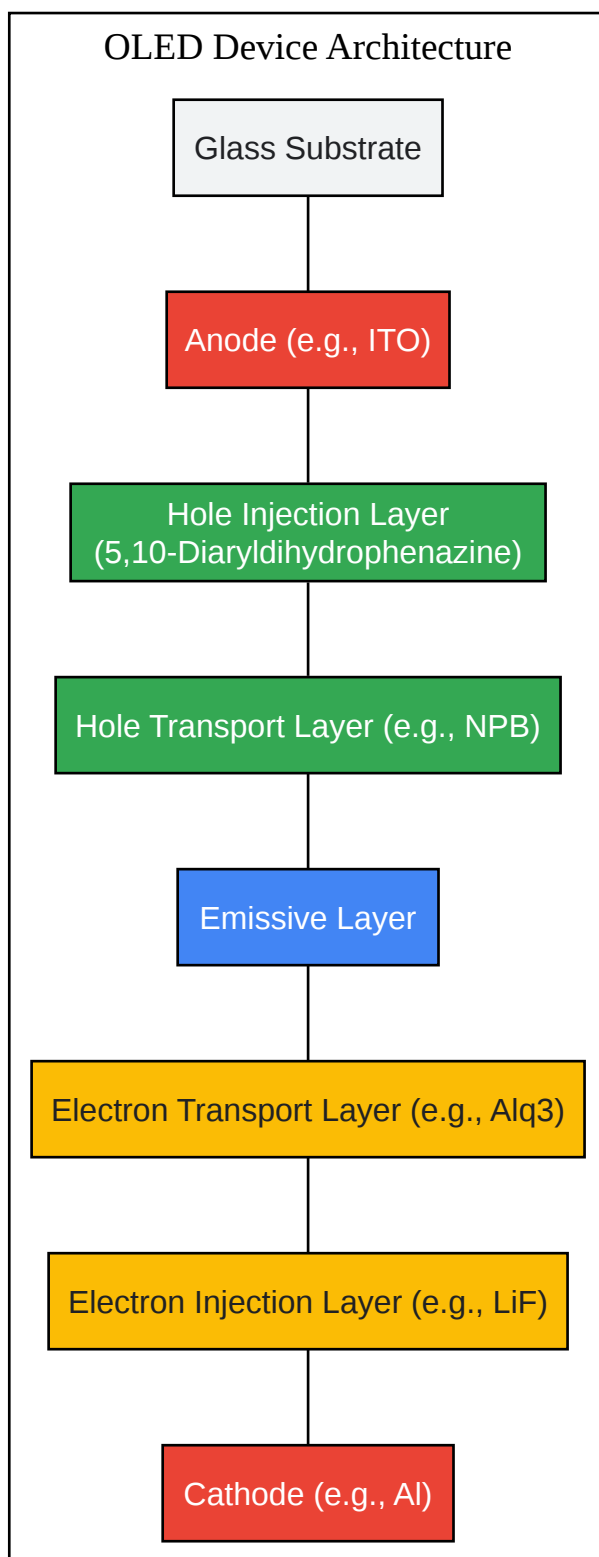 OLED Device Architecture
Glass Substrate
Anode (e.g., ITO)
Hole Injection Layer
(5,10-Diaryldihydrophenazine)
Hole Transport Layer (e.g., NPB)
Emissive Layer
Electron Transport Layer (e.g., Alq3)
Electron Injection Layer (e.g., LiF)
Cathode (e.g., Al)